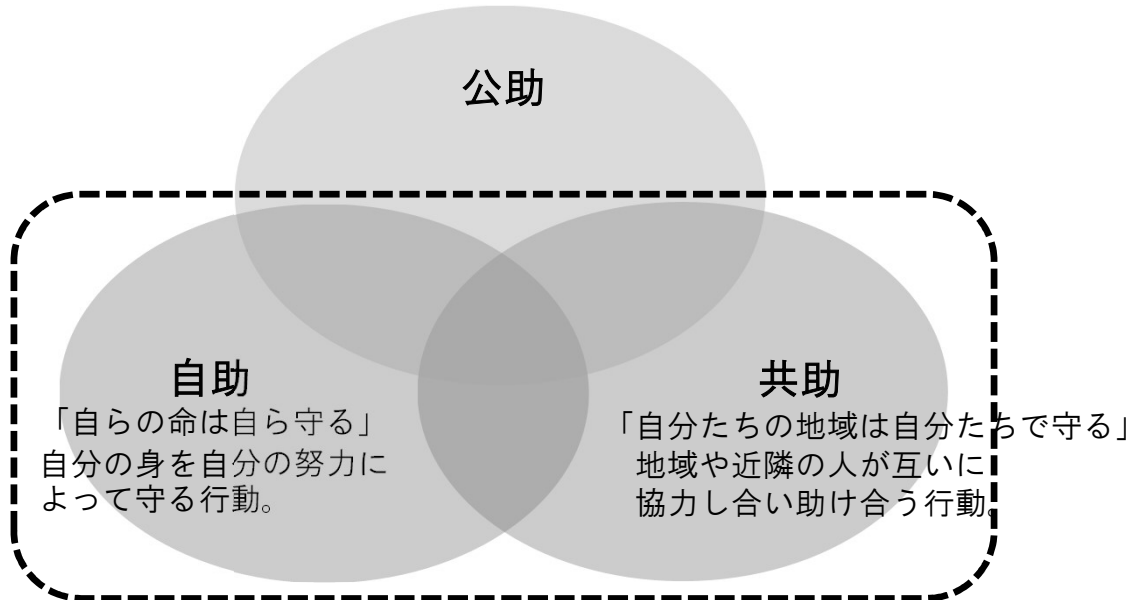 公助
自助
「自らの命は自ら守る」
自分の身を自分の努力に
よって守る行動。
共助
「自分たちの地域は自分たちで守る」
地域や近隣の人が互いに
協力し合い助け合う行動。